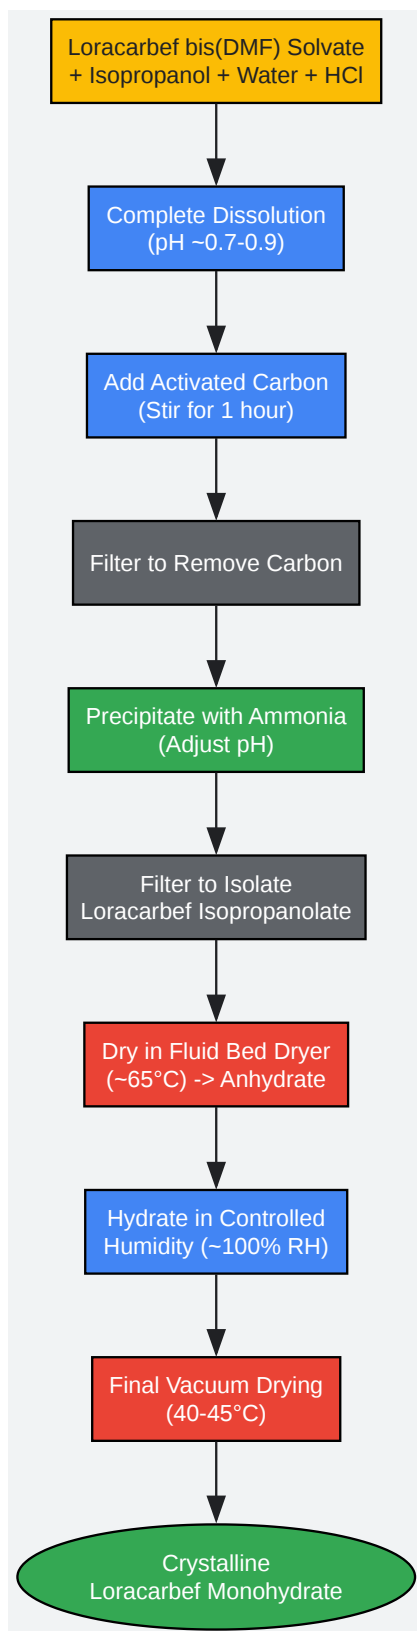 Loracarbef bis(DMF) Solvate
+ Isopropanol + Water + HCl
Complete Dissolution
(pH ~0.7-0.9)
Add Activated Carbon
(Stir for 1 hour)
Filter to Remove Carbon
Precipitate with Ammonia
(Adjust pH)
Filter to Isolate
Loracarbef Isopropanolate
Dry in Fluid Bed Dryer
(~65°C) -> Anhydrate
Hydrate in Controlled
Humidity (~100% RH)
Final Vacuum Drying
(40-45°C)
Crystalline
Loracarbef Monohydrate